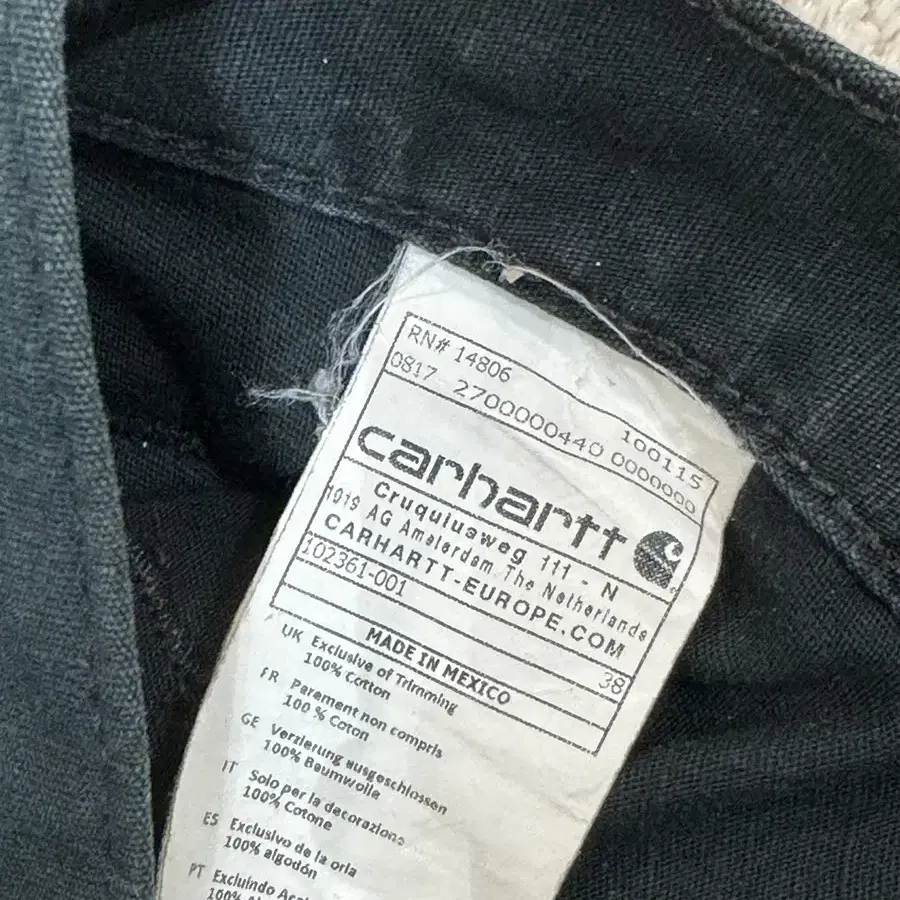 RN# 14806 100115
0817 2700000440 0000000
carhartt
Cruquiusweg 111 - N
1019 AG Amsterdam The Netherlands
CARHARTT-EUROPE.COM
102361-001 38
MADE IN MEXICO
UK Exclusive of Trimming
100% Cotton
FR Parement non compris
100 % Coton
GE Verzierung ausgeschlossen
100% Baumwolle
IT Solo per la decorazione
100% Cotone
ES Exclusivo de la orla
100% algodón
PT Excluindo
100%